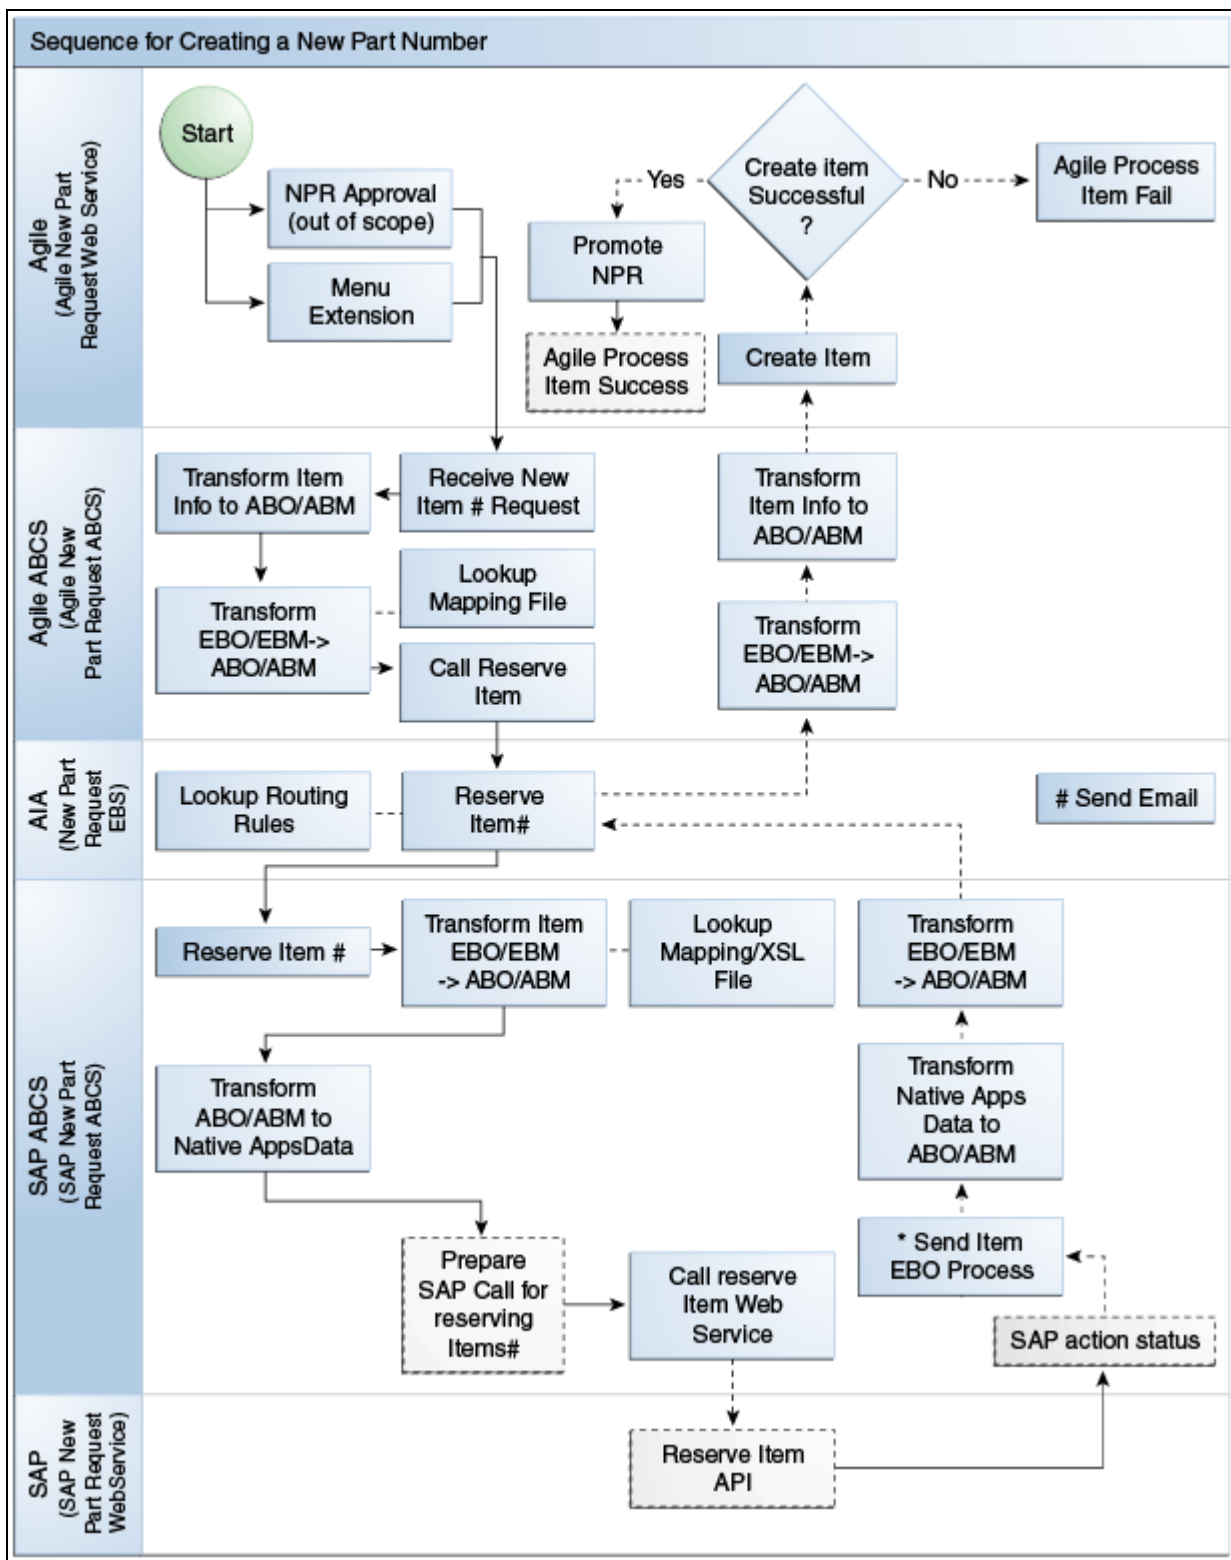 Sequence for Creating a New Part Number
Agile
(Agile New Part
Request Web Service)
Start
NPR Approval
(out of scope)
Menu
Extension
Yes
Create item
Successful
?
No
Agile Process
Item Fail
Promote
NPR
Agile Process
Item Success
Create Item
Agile ABCS
(Agile New
Part Request ABCS)
Transform Item
Info to ABO/ABM
Receive New
Item # Request
Transform
Item Info to
ABO/ABM
Lookup
Mapping File
Transform
EBO/EBM->
ABO/ABM
Call Reserve
Item
Transform
EBO/EBM->
ABO/ABM
AIA
(New Part
Request
EBS)
Lookup Routing
Rules
Reserve
Item#
# Send Email
SAP ABCS
(SAP New Part
Request ABCS)
Reserve Item #
Transform Item
EBO/EBM
-> ABO/ABM
Lookup
Mapping/XSL
File
Transform
EBO/EBM
-> ABO/ABM
Transform
ABO/ABM to
Native AppsData
Transform
Native Apps
Data to
ABO/ABM
Prepare
SAP Call for
reserving
Items#
Call reserve
Item Web
Service
* Send Item
EBO Process
SAP action status
SAP
(SAP New
Part Request
WebService)
Reserve Item
API